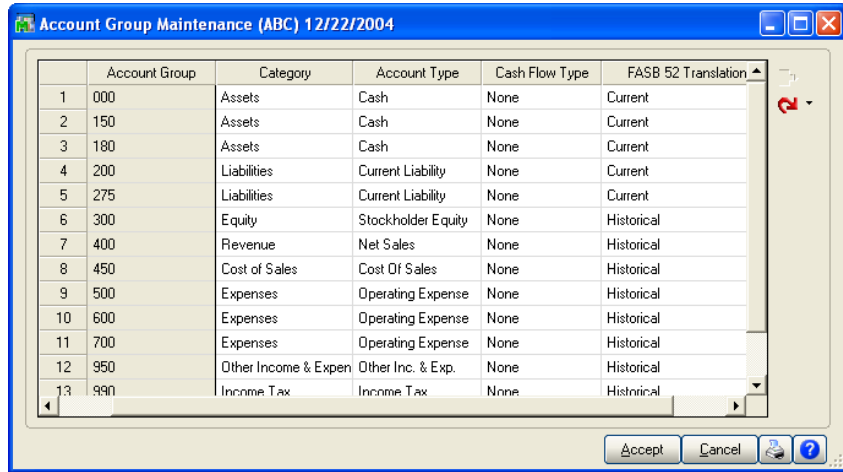 Account Group Maintenance (ABC) 12/22/2004
Account Group Category Account Type Cash Flow Type FASB 52 Translation
1 000 Assets Cash None Current
2 150 Assets Cash None Current
3 180 Assets Cash None Current
4 200 Liabilities Current Liability None Current
5 275 Liabilities Current Liability None Current
6 300 Equity Stockholder Equity None Historical
7 400 Revenue Net Sales None Historical
8 450 Cost of Sales Cost Of Sales None Historical
9 500 Expenses Operating Expense None Historical
10 600 Expenses Operating Expense None Historical
11 700 Expenses Operating Expense None Historical
12 950 Other Income & Expen Other Inc. & Exp. None Historical
13 990 Income Tax Income Tax None Historical
Accept Cancel ?